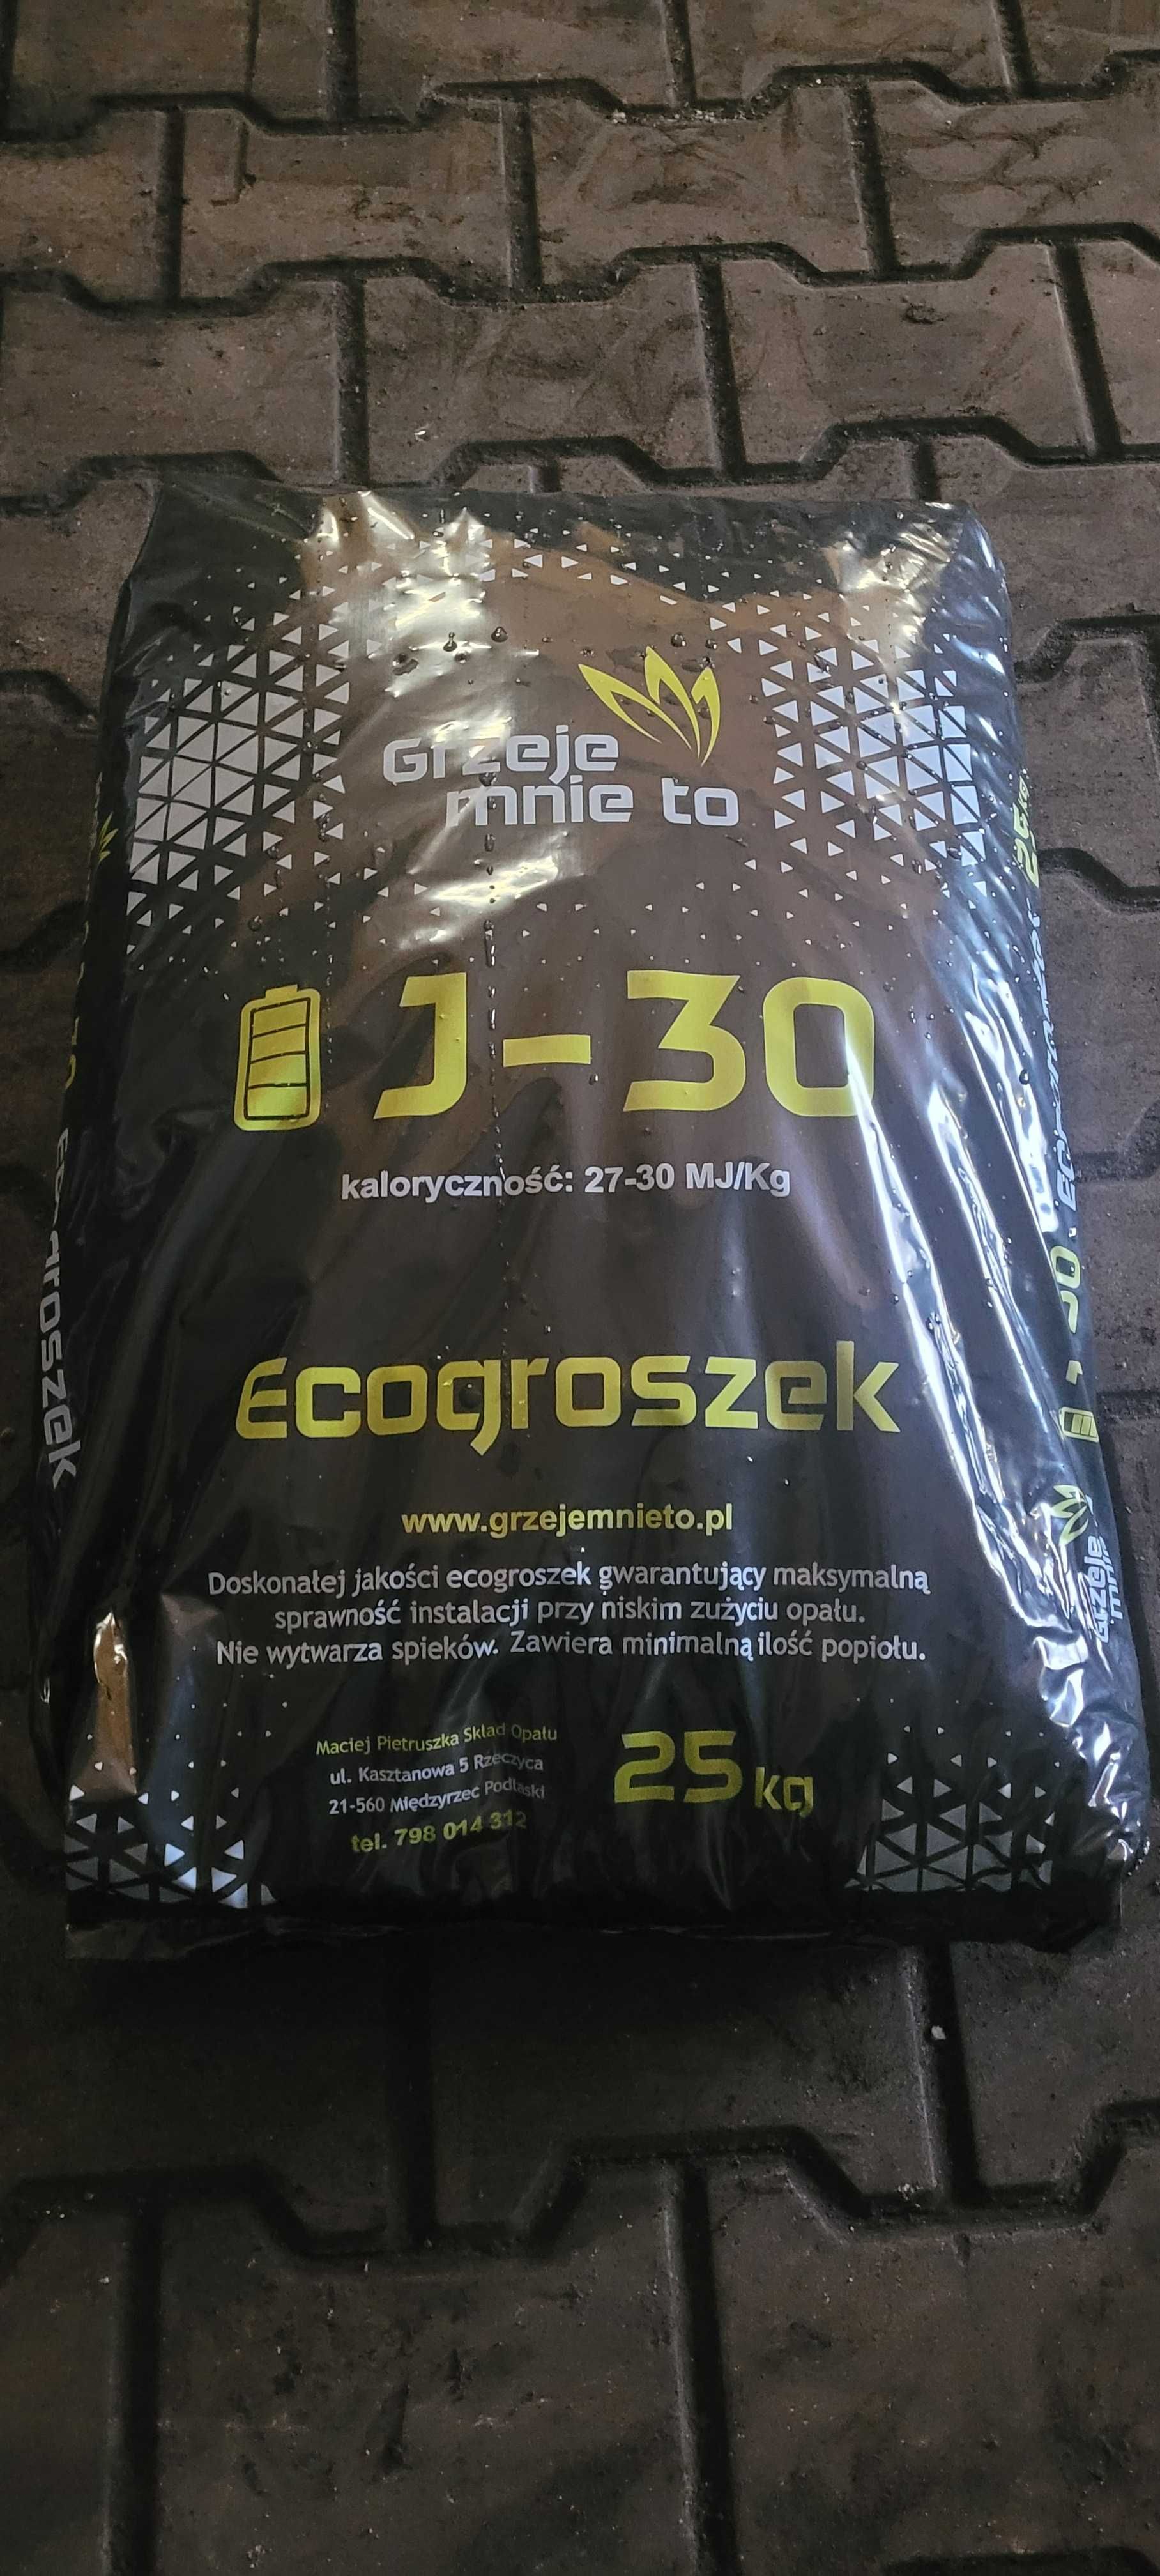 Grzeje
mnie to
J-30
kaloryczność: 27-30 MJ/Kg
Ecogroszek
www.grzejemnieto.pl
Doskonałej jakości ecogroszek gwarantujący maksymalną
sprawność instalacji przy niskim zużyciu opału.
Nie wytwarza spieków. Zawiera minimalną ilość popiołu.
Maciej Pietruszka Skład Opału
ul. Kasztanowa 5 Rzeczyca
21-560 Międzyrzec Podlaski
tel. 798 014 312
25 kg
Ecogroszek